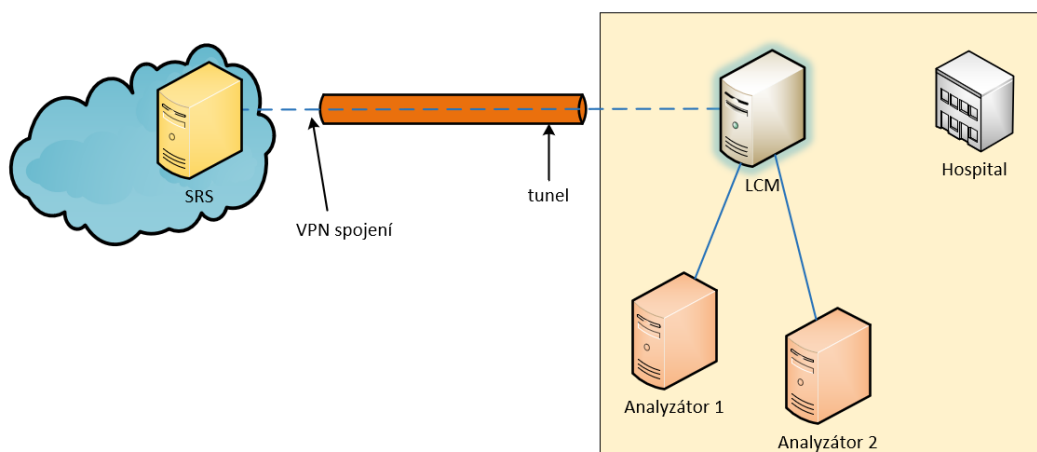 SRS
VPN spojení
tunel
LCM
Hospital
Analyzátor 1
Analyzátor 2